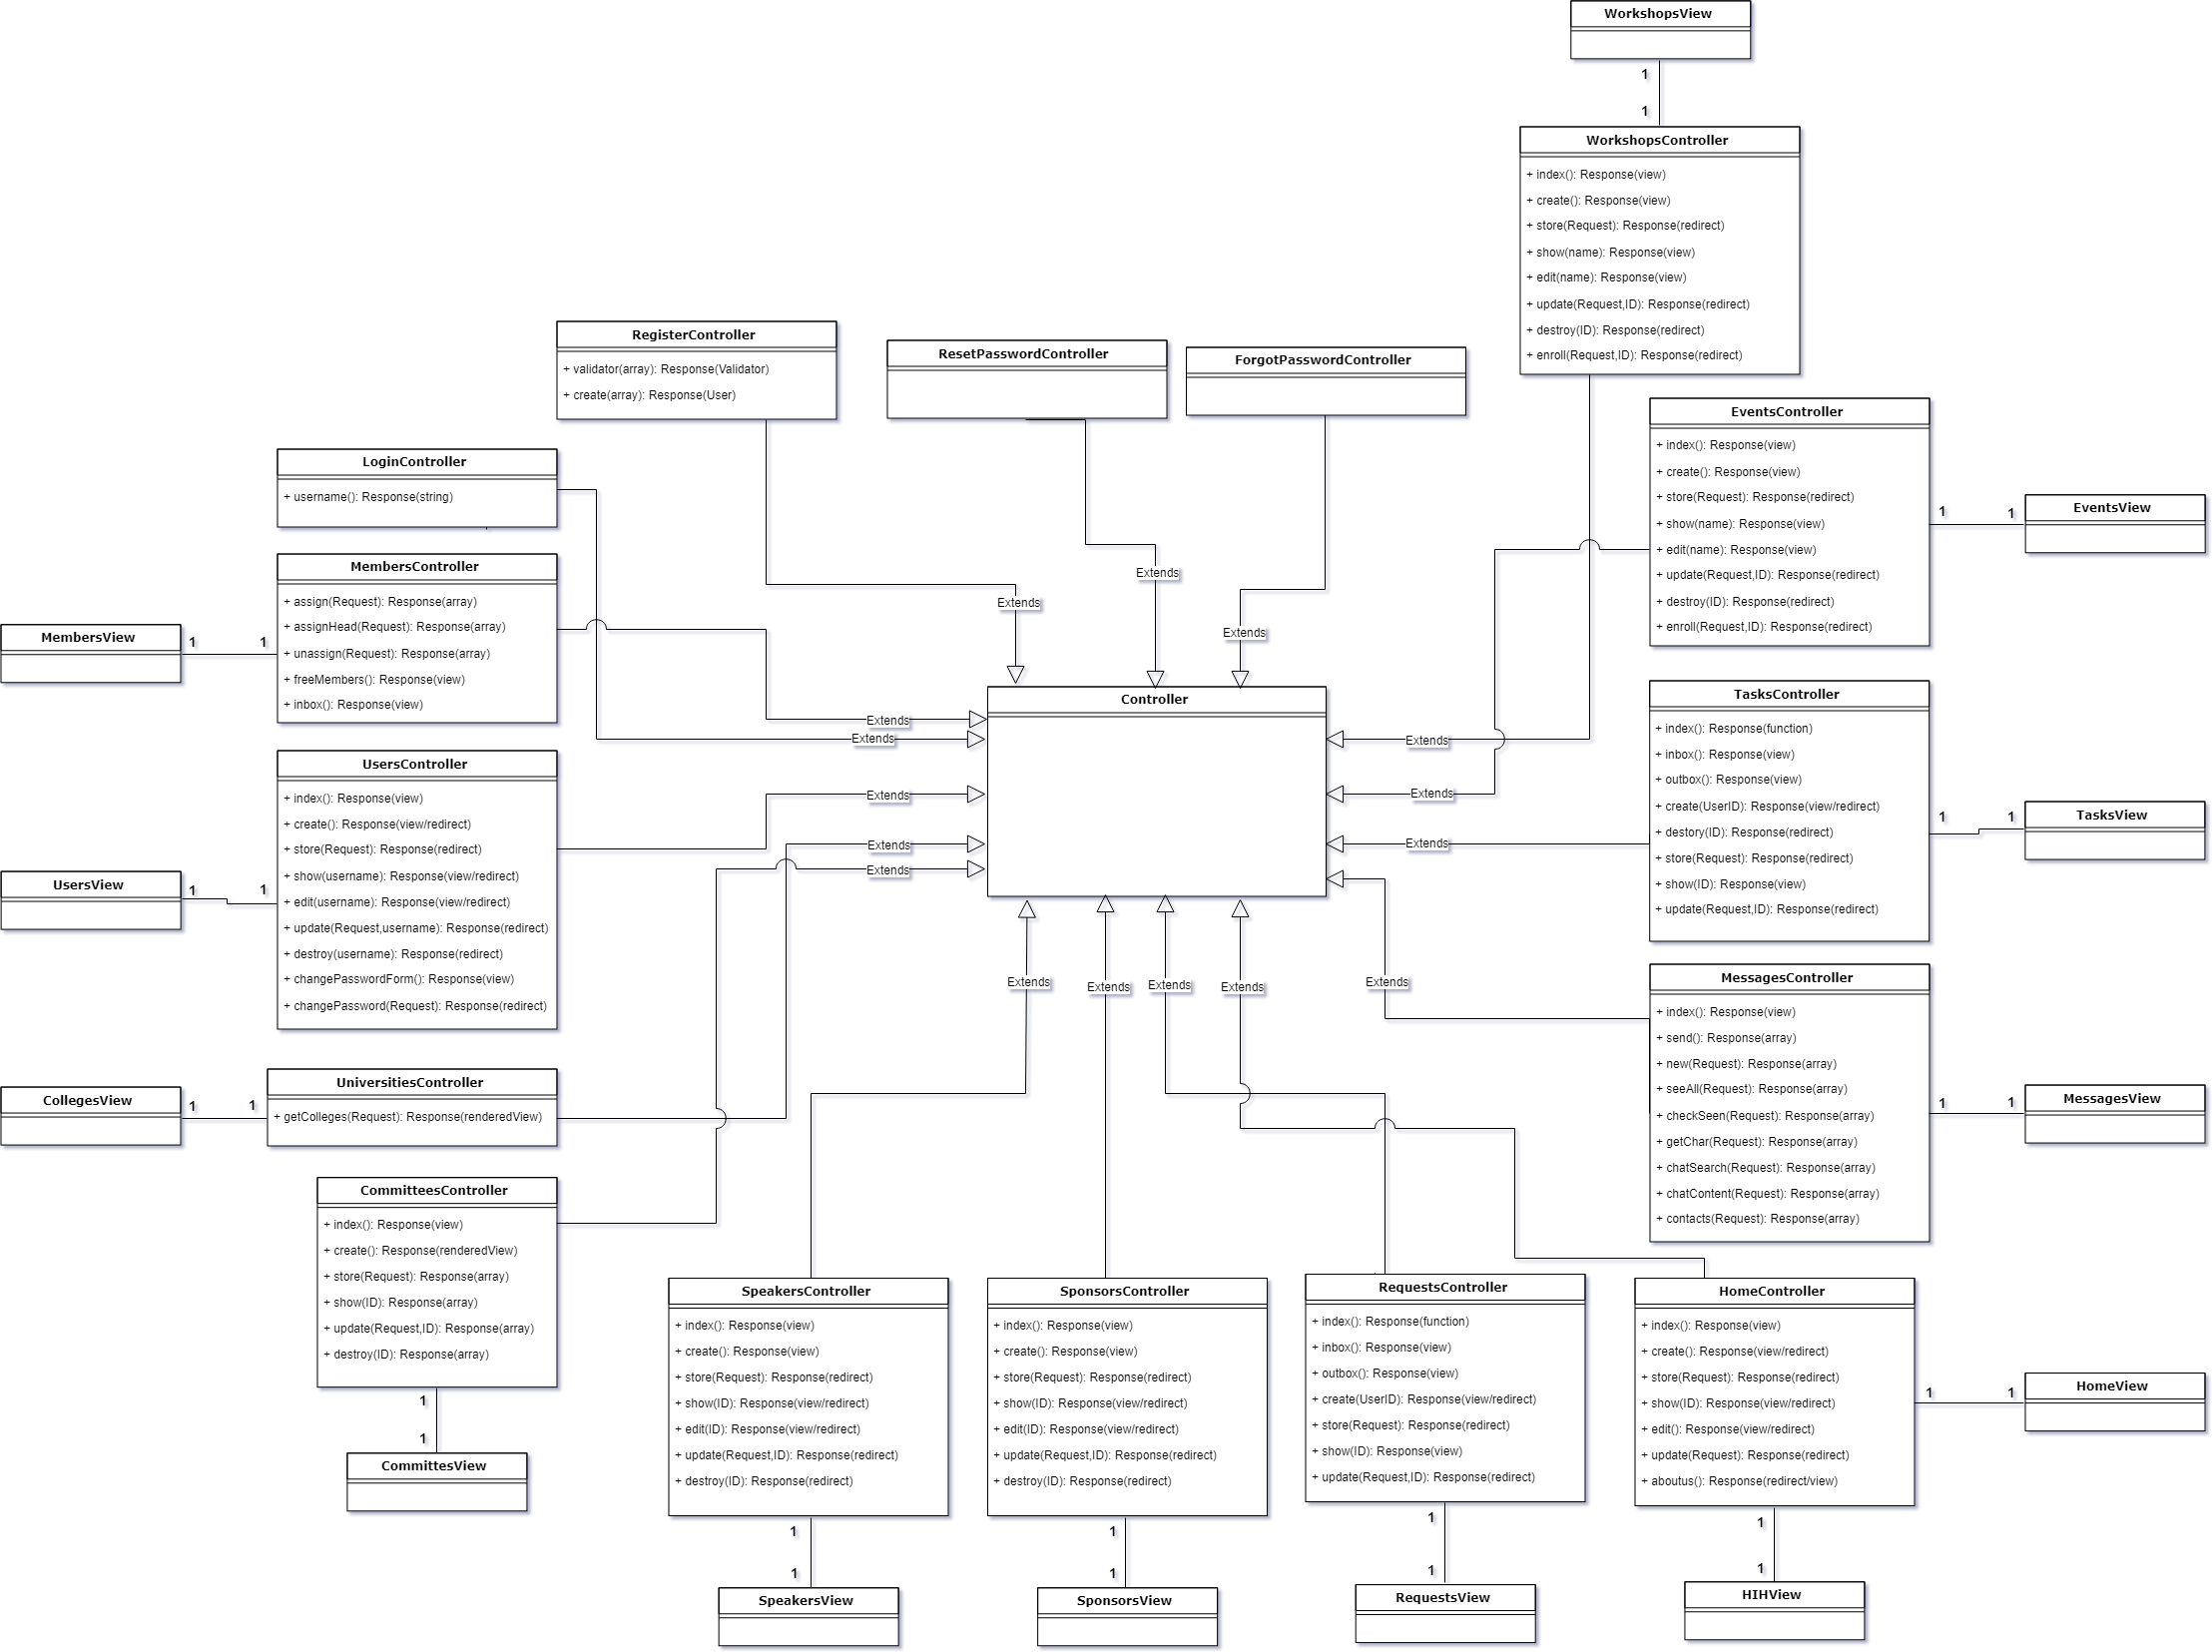 WorkshopsView
1
1
WorkshopsController
+ index(): Response(view)
+ create(): Response(view)
+ store(Request): Response(redirect)
+ show(name): Response(view)
+ edit(name): Response(view)
+ update(Request,ID): Response(redirect)
+ destroy(ID): Response(redirect)
+ enroll(Request,ID): Response(redirect)
RegisterController
+ validator(array): Response(Validator)
+ create(array): Response(User)
ResetPasswordController
ForgotPasswordController
EventsController
+ index(): Response(view)
+ create(): Response(view)
+ store(Request): Response(redirect)
+ show(name): Response(view)
+ edit(name): Response(view)
+ update(Request,ID): Response(redirect)
+ destroy(ID): Response(redirect)
+ enroll(Request,ID): Response(redirect)
1
1
EventsView
LoginController
+ username(): Response(string)
MembersController
+ assign(Request): Response(array)
+ assignHead(Request): Response(array)
+ unassign(Request): Response(array)
+ freeMembers(): Response(view)
+ inbox(): Response(view)
MembersView
1
1
Extends
Extends
Extends
Controller
Extends
Extends
Extends
Extends
Extends
Extends
Extends
Extends
Extends
Extends
Extends
Extends
Extends
Extends
TasksController
+ index(): Response(function)
+ inbox(): Response(view)
+ outbox(): Response(view)
+ create(UserID): Response(view/redirect)
+ destory(ID): Response(redirect)
+ store(Request): Response(redirect)
+ show(ID): Response(view)
+ update(Request,ID): Response(redirect)
1
1
TasksView
UsersController
+ index(): Response(view)
+ create(): Response(view/redirect)
+ store(Request): Response(redirect)
+ show(username): Response(view/redirect)
+ edit(username): Response(view/redirect)
+ update(Request,username): Response(redirect)
+ destroy(username): Response(redirect)
+ changePasswordForm(): Response(view)
+ changePassword(Request): Response(redirect)
UsersView
1
1
MessagesController
+ index(): Response(view)
+ send(): Response(array)
+ new(Request): Response(array)
+ seeAll(Request): Response(array)
+ checkSeen(Request): Response(array)
+ getChar(Request): Response(array)
+ chatSearch(Request): Response(array)
+ chatContent(Request): Response(array)
+ contacts(Request): Response(array)
1
1
MessagesView
CollegesView
1
1
UniversitiesController
+ getColleges(Request): Response(renderedView)
CommitteesController
+ index(): Response(view)
+ create(): Response(renderedView)
+ store(Request): Response(array)
+ show(ID): Response(array)
+ update(Request,ID): Response(array)
+ destroy(ID): Response(array)
1
1
CommittesView
SpeakersController
+ index(): Response(view)
+ create(): Response(view)
+ store(Request): Response(redirect)
+ show(ID): Response(view/redirect)
+ edit(ID): Response(view/redirect)
+ update(Request,ID): Response(redirect)
+ destroy(ID): Response(redirect)
1
1
SpeakersView
SponsorsController
+ index(): Response(view)
+ create(): Response(view)
+ store(Request): Response(redirect)
+ show(ID): Response(view/redirect)
+ edit(ID): Response(view/redirect)
+ update(Request,ID): Response(redirect)
+ destroy(ID): Response(redirect)
1
1
SponsorsView
RequestsController
+ index(): Response(function)
+ inbox(): Response(view)
+ outbox(): Response(view)
+ create(UserID): Response(view/redirect)
+ store(Request): Response(redirect)
+ show(ID): Response(view)
+ update(Request,ID): Response(redirect)
1
1
RequestsView
HomeController
+ index(): Response(view)
+ create(): Response(view/redirect)
+ store(Request): Response(redirect)
+ show(ID): Response(view/redirect)
+ edit(): Response(view/redirect)
+ update(Request): Response(redirect)
+ aboutus(): Response(redirect/view)
1
1
HomeView
1
1
HIHView